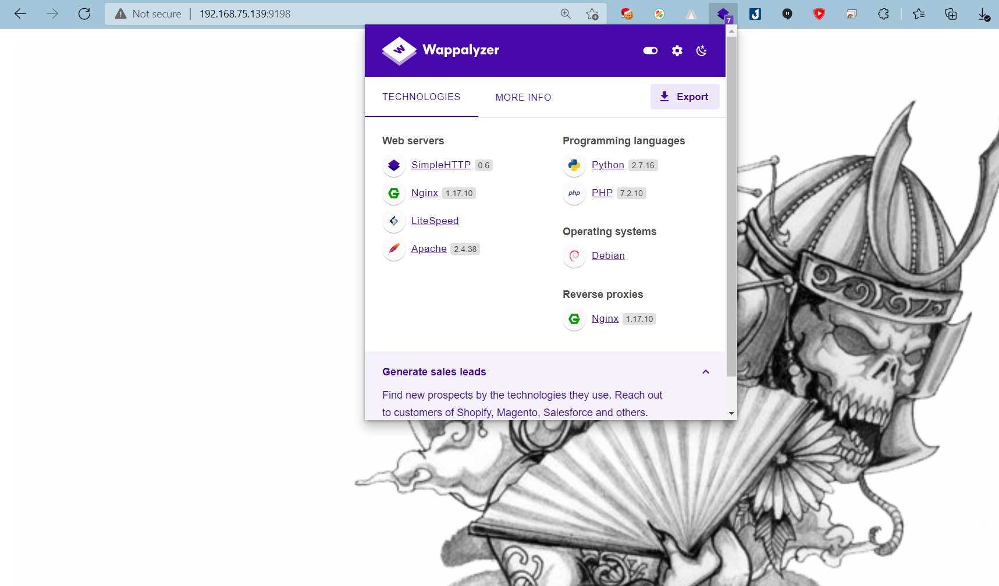 Not secure 192.168.75.139:9198
7
Wappalyzer
TECHNOLOGIES MORE INFO Export
Web servers
SimpleHTTP 0.6
Nginx 1.17.10
LiteSpeed
Apache 2.4.38
Programming languages
Python 2.7.16
php PHP 7.2.10
Operating systems
Debian
Reverse proxies
Nginx 1.17.10
Generate sales leads
Find new prospects by the technologies they use. Reach out
to customers of Shopify, Magento, Salesforce and others.